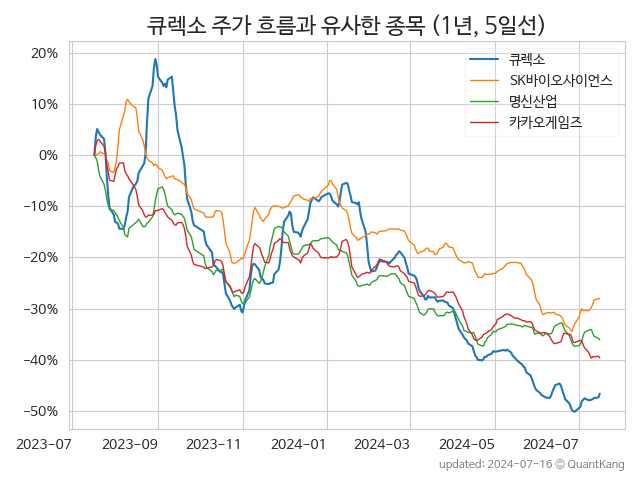 큐렉소 주가 흐름과 유사한 종목 (1년, 5일선)
큐렉소
SK바이오사이언스
명신산업
카카오게임즈
20%
10%
0%
−10%
−20%
−30%
−40%
−50%
2023-07
2023-09
2023-11
2024-01
2024-03
2024-05
2024-07
updated: 2024-07-16 © QuantKang